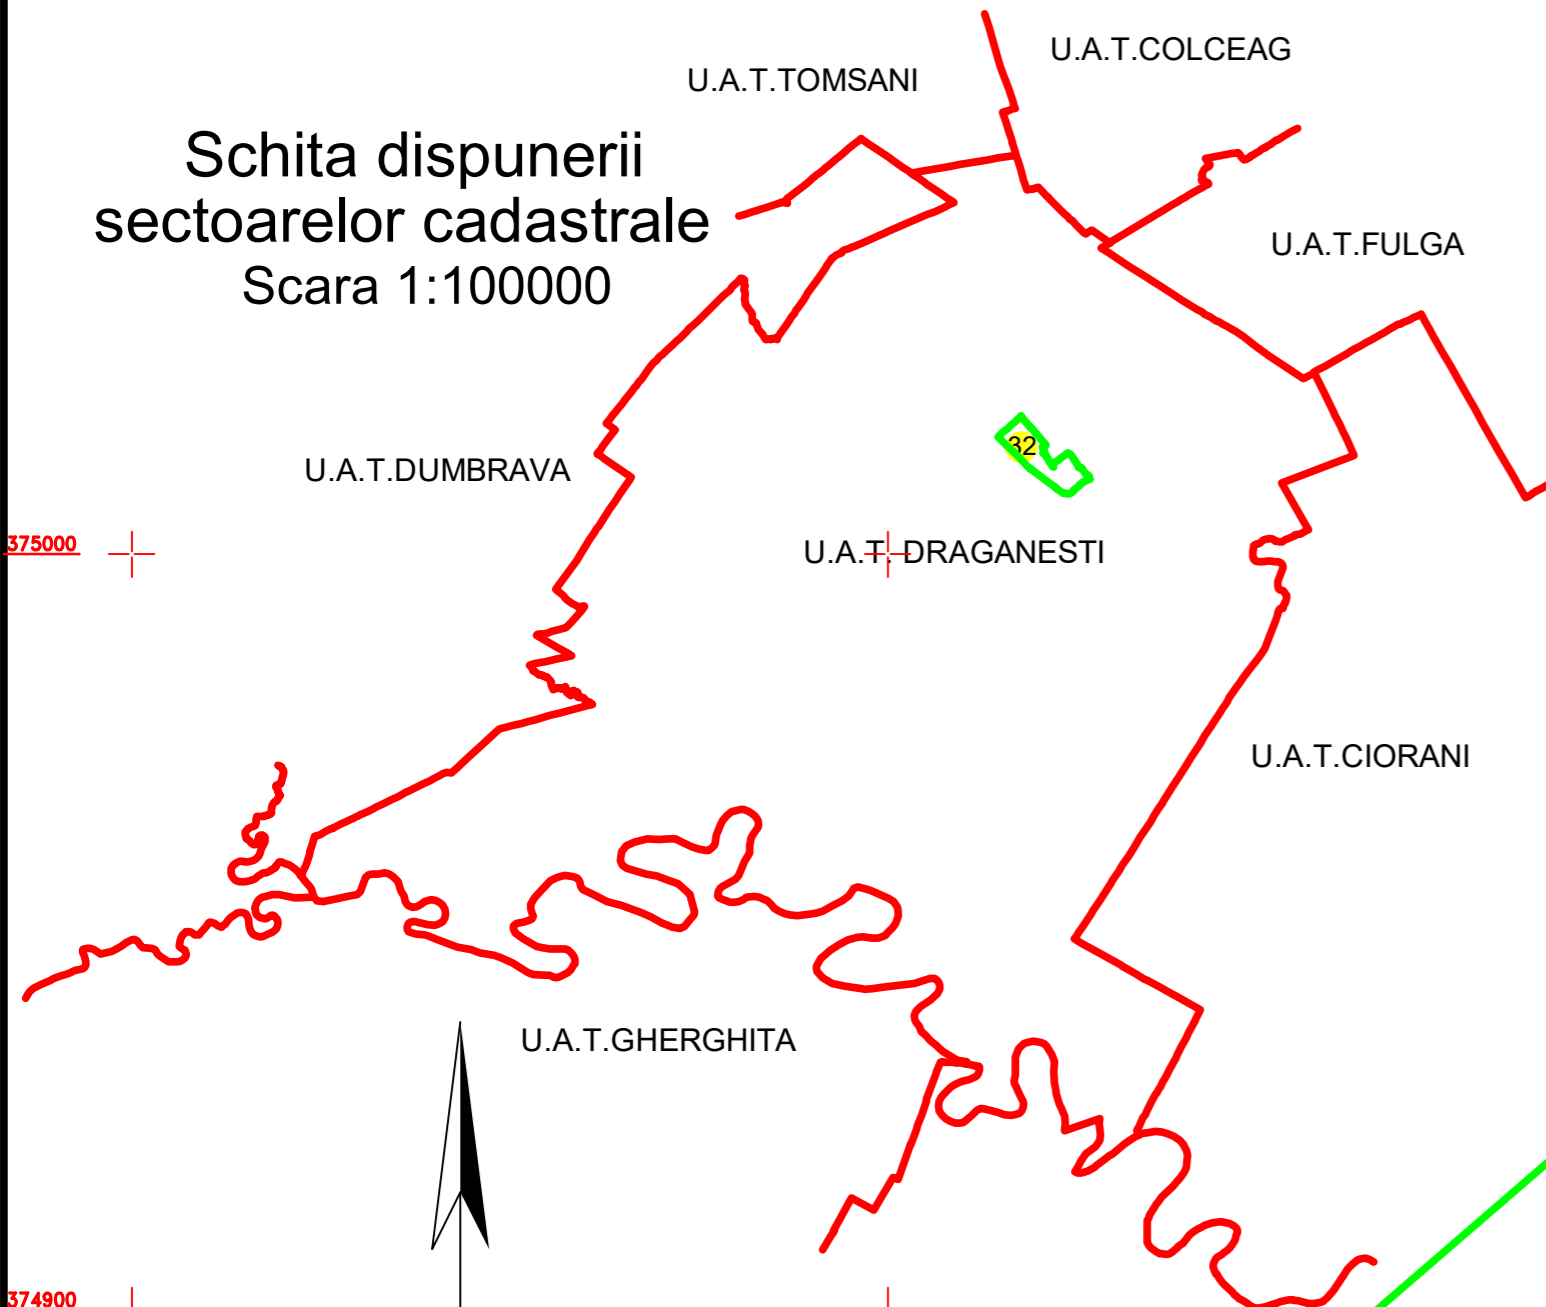 U.A.T.COLCEAG
U.A.T.TOMSANI
Schita dispunerii
sectoarelor cadastrale
Scara 1:100000
U.A.T.FULGA
32
U.A.T.DUMBRAVA
375000
U.A.T. DRAGANESTI
U.A.T.CIORANI
U.A.T.GHERGHITA
374900